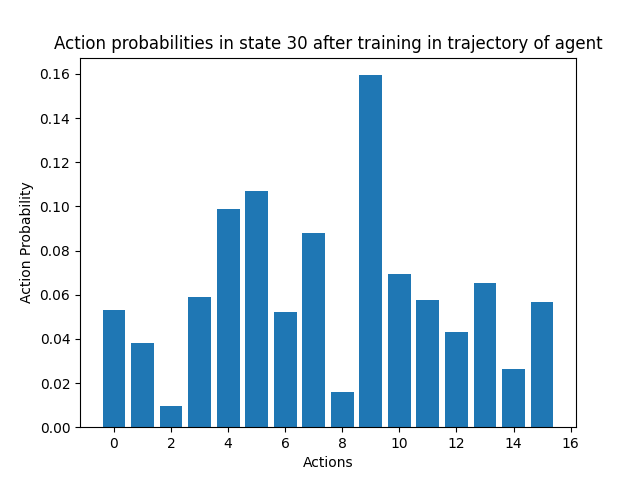 Action probabilities in state 30 after training in trajectory of agent
0.16
0.14
0.12
0.10
0.08
0.06
0.04
0.02
0.00
Action Probability
0 2 4 6 8 10 12 14 16
Actions